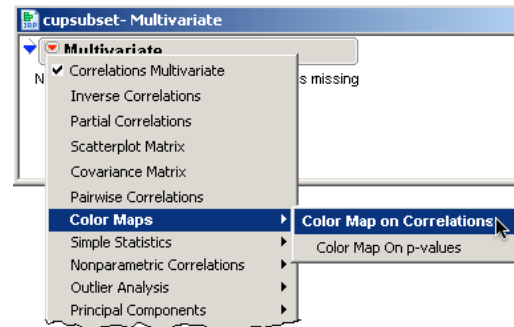 cupsubset- Multivariate
Multivariate
N s missing
Correlations Multivariate
Inverse Correlations
Partial Correlations
Scatterplot Matrix
Covariance Matrix
Pairwise Correlations
Color Maps
Color Map on Correlations
Color Map On p-values
Simple Statistics
Nonparametric Correlations
Outlier Analysis
Principal Components